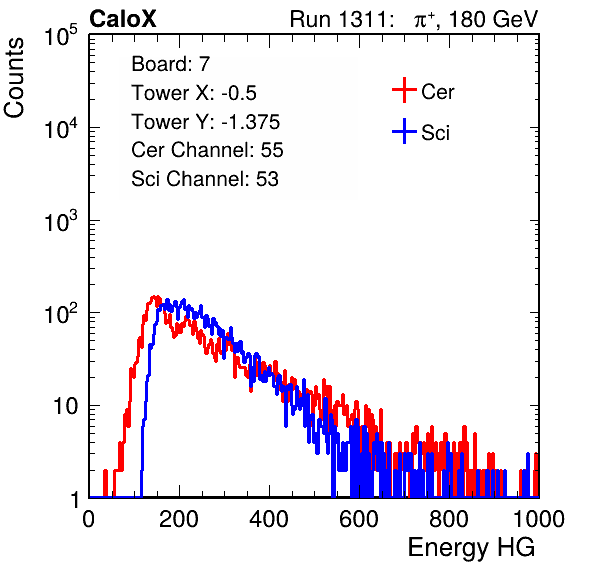 CaloX Run 1311: π⁺, 180 GeV
Board: 7
Tower X: -0.5
Tower Y: -1.375
Cer Channel: 55
Sci Channel: 53
Cer
Sci
Counts
10⁵
10⁴
10³
10²
10
1
0 200 400 600 800 1000
Energy HG